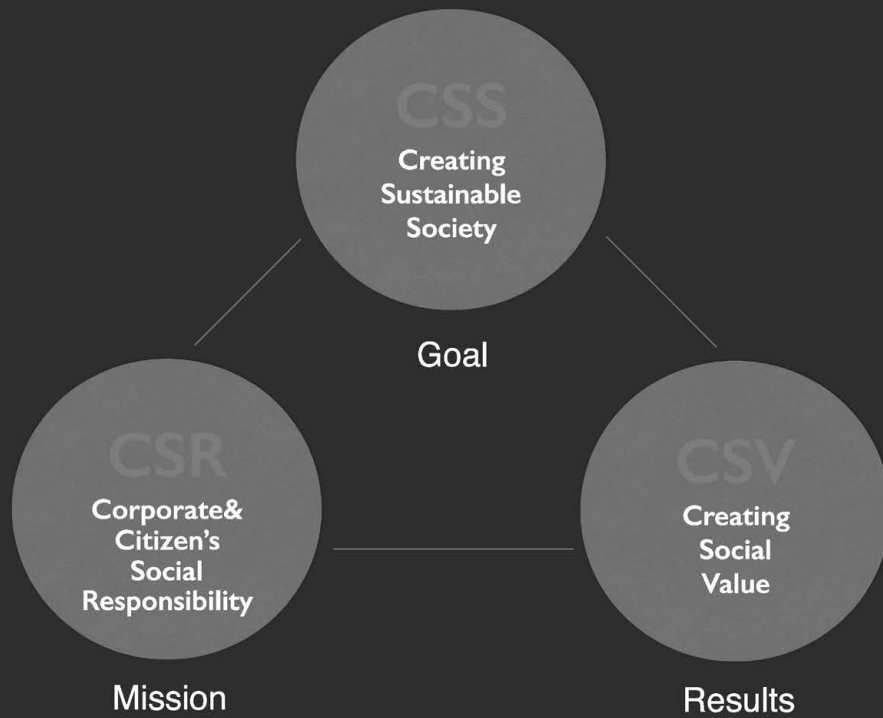 CSS
Creating
Sustainable
Society
Goal
CSR
Corporate&
Citizen's
Social
Responsibility
Mission
CSV
Creating
Social
Value
Results